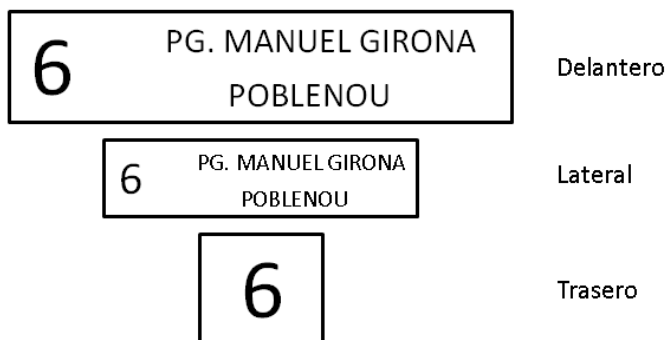 6 PG. MANUEL GIRONA
POBLENOU
Delantero
6 PG. MANUEL GIRONA
POBLENOU
Lateral
6
Trasero